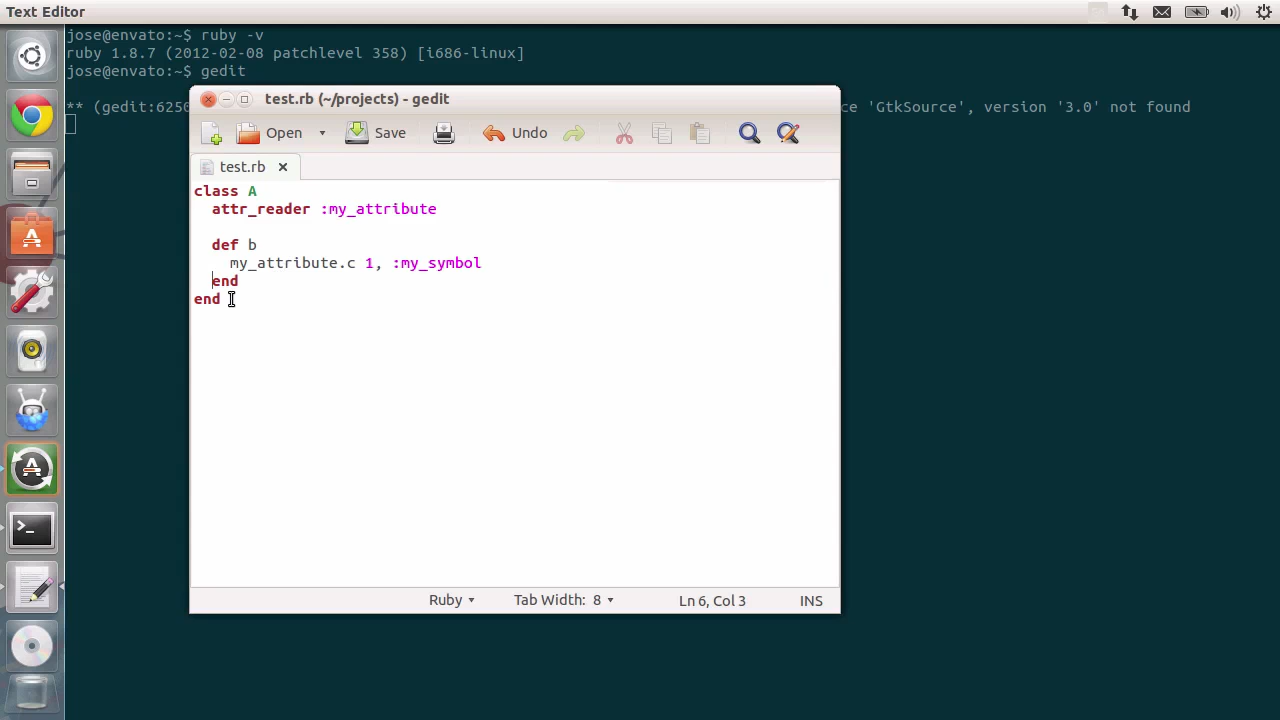 Text Editor
jose@envato:~$ ruby -v
ruby 1.8.7 (2012-02-08 patchlevel 358) [i686-linux]
jose@envato:~$ gedit
** (gedit:6250 ce 'GtkSource', version '3.0' not found
test.rb (~/projects) - gedit
Open Save Undo
test.rb
class A
  attr_reader :my_attribute
  def b
    my_attribute.c 1, :my_symbol
  end
end
Ruby Tab Width: 8 Ln 6, Col 3 INS